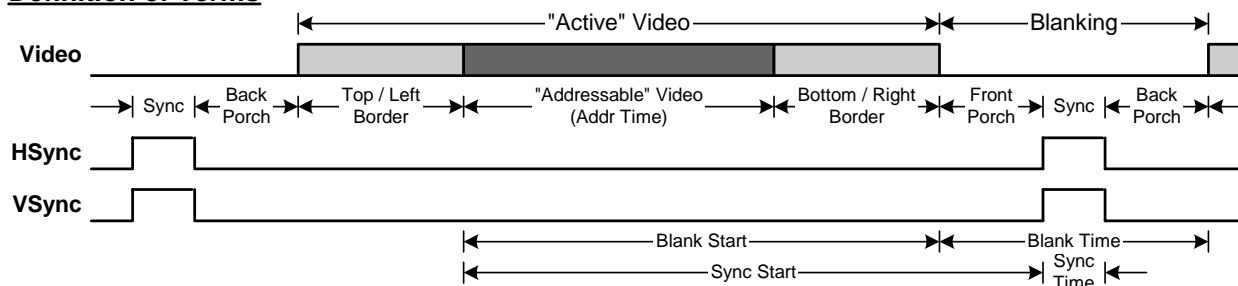 Definition of Terms
"Active" Video
Blanking
Video
Sync
Back Porch
Top / Left Border
"Addressable" Video (Addr Time)
Bottom / Right Border
Front Porch
Sync
Back Porch
HSync
VSync
Blank Start
Blank Time
Sync Start
Sync Time